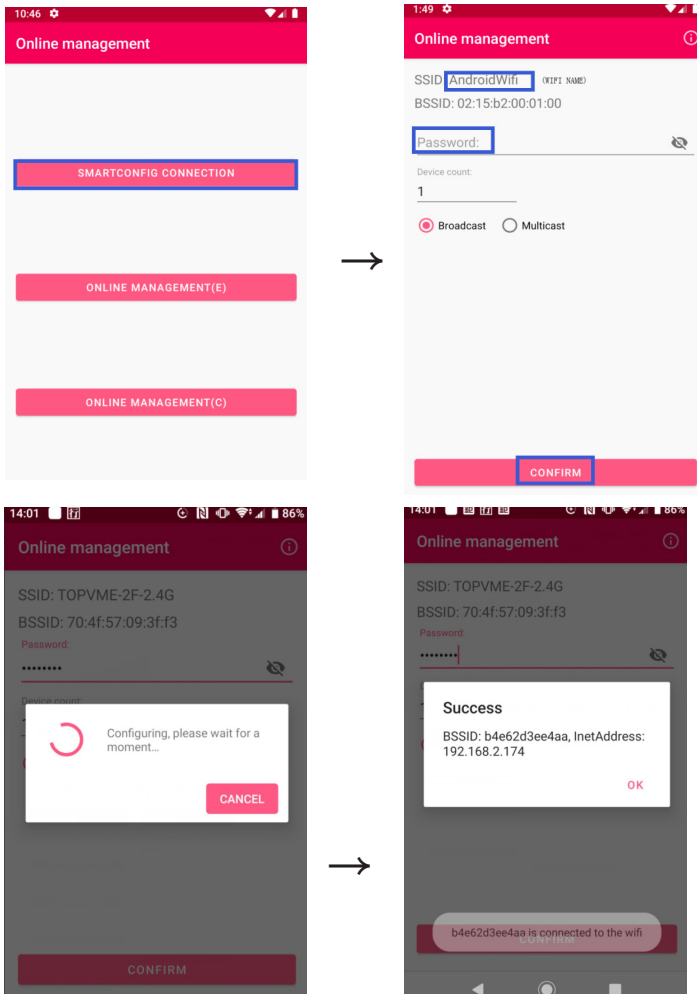 10:46
Online management
SMARTCONFIG CONNECTION
ONLINE MANAGEMENT(E)
ONLINE MANAGEMENT(C)
→
1:49
Online management
SSID: AndroidWifi (WIFI NAME)
BSSID: 02:15:b2:00:01:00
Password:
Device count:
1
Broadcast Multicast
CONFIRM
14:01 86%
Online management
SSID: TOPVME-2F-2.4G
BSSID: 70:4f:57:09:3f:f3
Password:
••••••••
Device count:
Configuring, please wait for a
moment...
CANCEL
CONFIRM
→
14:01 86%
Online management
SSID: TOPVME-2F-2.4G
BSSID: 70:4f:57:09:3f:f3
Password:
••••••••
Success
BSSID: b4e62d3ee4aa, InetAddress:
192.168.2.174
OK
b4e62d3ee4aa is connected to the wifi
CONFIRM